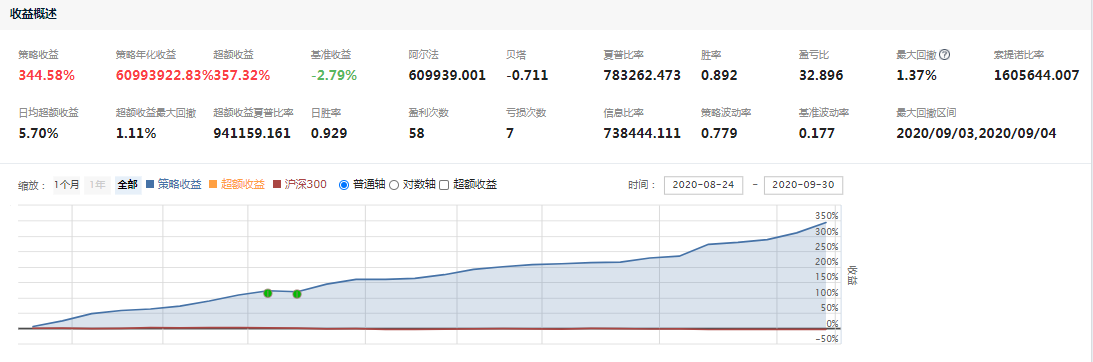 收益概述
策略收益 策略年化收益 超额收益 基准收益 阿尔法 贝塔 夏普比率 胜率 盈亏比 最大回撤 ? 索提诺比率
344.58% 60993922.83% 357.32% -2.79% 609939.001 -0.711 783262.473 0.892 32.896 1.37% 1605644.007
日均超额收益 超额收益最大回撤 超额收益夏普比率 日胜率 盈利次数 亏损次数 信息比率 策略波动率 基准波动率 最大回撤区间
5.70% 1.11% 941159.161 0.929 58 7 738444.111 0.779 0.177 2020/09/03,2020/09/04
缩放： 1个月 1年 全部 策略收益 超额收益 沪深300 普通轴 对数轴 超额收益 时间： 2020-08-24 - 2020-09-30
350%
300%
250%
200%
150%
100%
50%
0%
-50%
收益